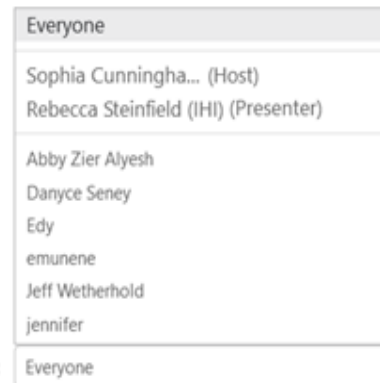 Everyone
Sophia Cunningha... (Host)
Rebecca Steinfield (IHI) (Presenter)
Abby Zier Alyesh
Danyce Seney
Edy
emunene
Jeff Wetherhold
jennifer
Everyone